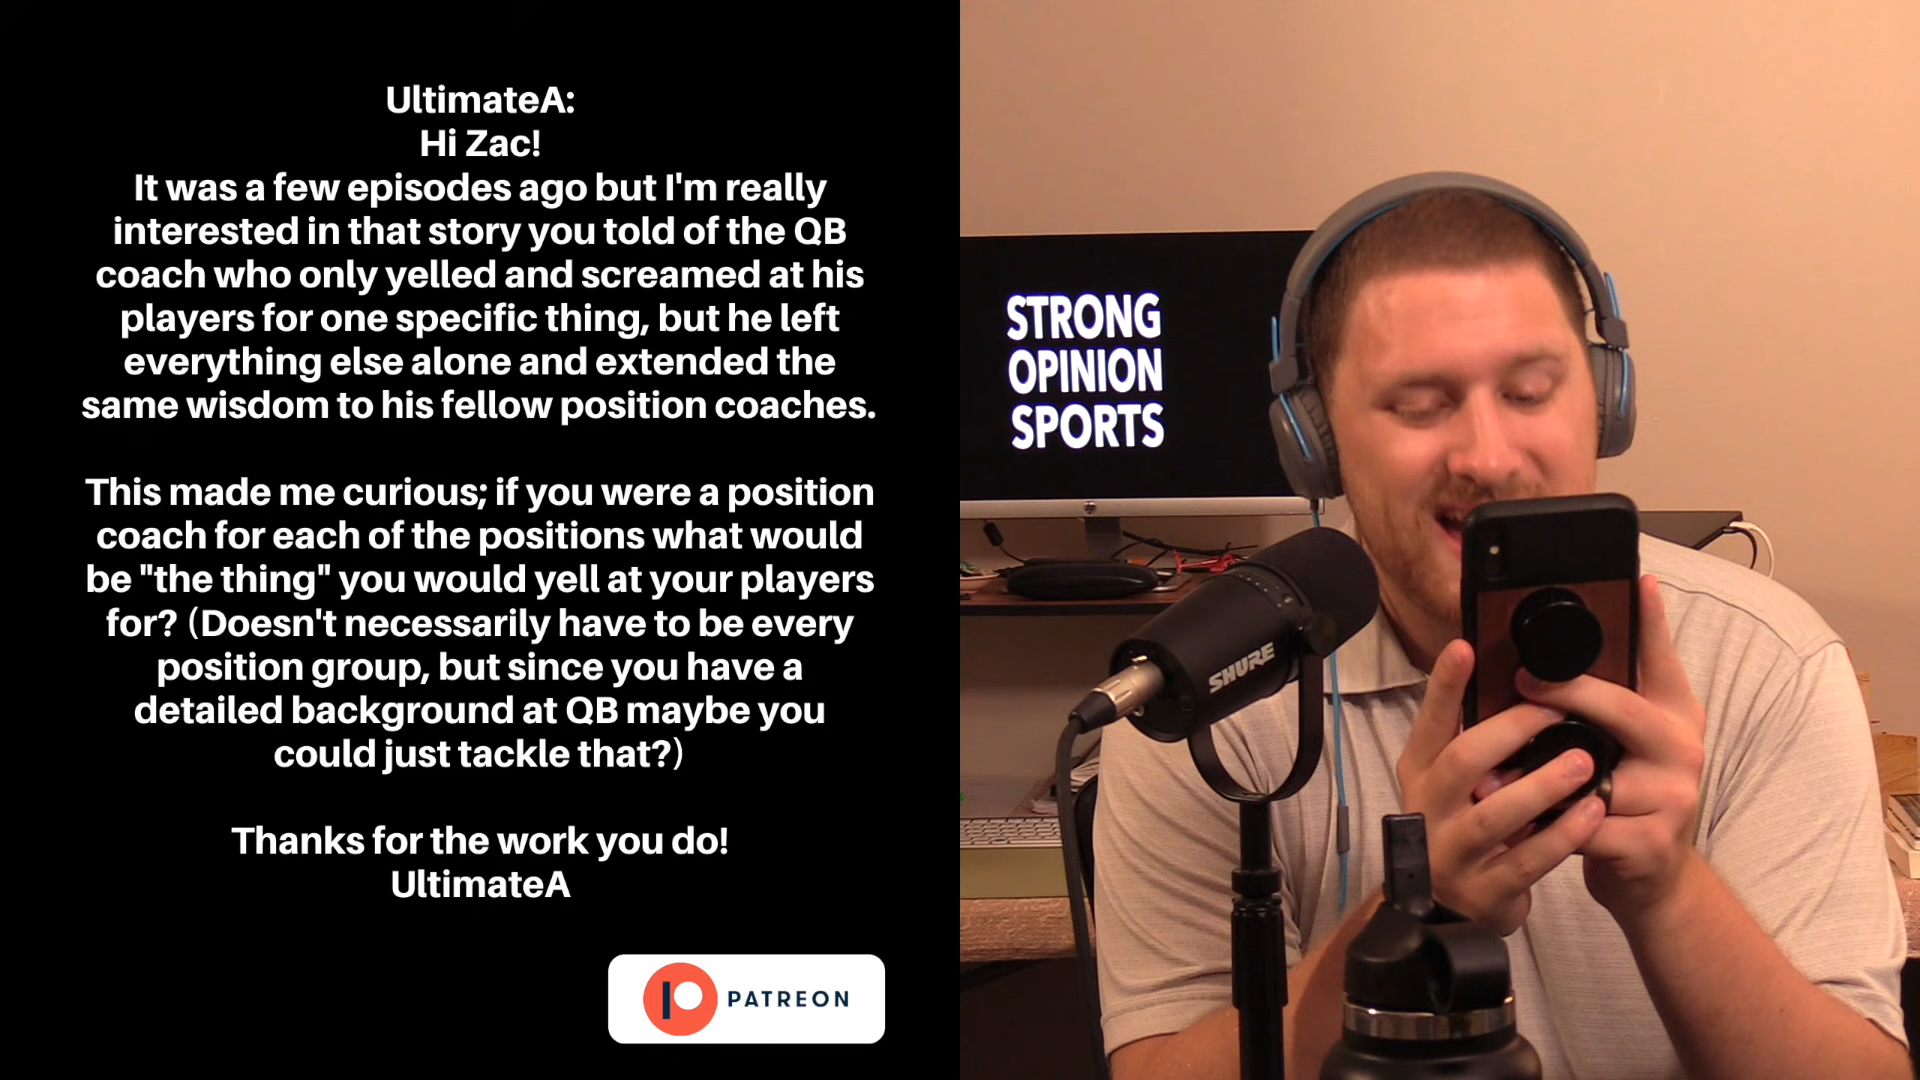 UltimateA:
Hi Zac!
It was a few episodes ago but I'm really
interested in that story you told of the QB
coach who only yelled and screamed at his
players for one specific thing, but he left
everything else alone and extended the
same wisdom to his fellow position coaches.
This made me curious; if you were a position
coach for each of the positions what would
be "the thing" you would yell at your players
for? (Doesn't necessarily have to be every
position group, but since you have a
detailed background at QB maybe you
could just tackle that?)
Thanks for the work you do!
UltimateA
PATREON
STRONG
OPINION
SPORTS
SHURE